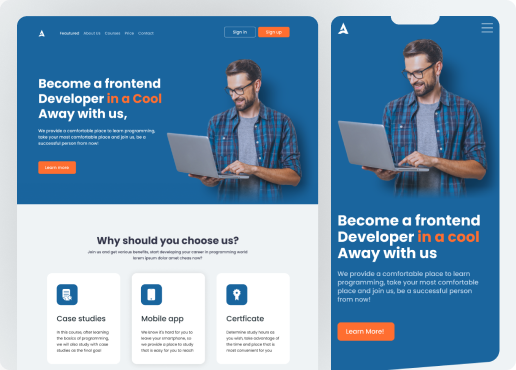 Feautured About Us Courses Price Contact Sign in Sign up
Become a frontend
Developer in a Cool
Away with us,
We provide a comfortable place to learn programming,
take your most comfortable place and join us, be a
successful person from now!
Learn more!
Why should you choose us?
Join us and get various benefits, start developing your career in programming world
lorem ipsum dolor amet cheas now?
Case studies
In this course, after learning
the basics of programming,
we will also study with case
studies as the final goal
Mobile app
We know it's hard for you to
leave your smartphone, so
we provide a place to study
that is easy for you to reach!
Certficate
Determine study hours as
you wish, take advantage of
the time and place that is
most convenient for you
Become a frontend
Developer in a cool
Away with us
We provide a comfortable place to learn
programming, take your most comfortable
place and join us, be a successful person
from now!
Learn More!